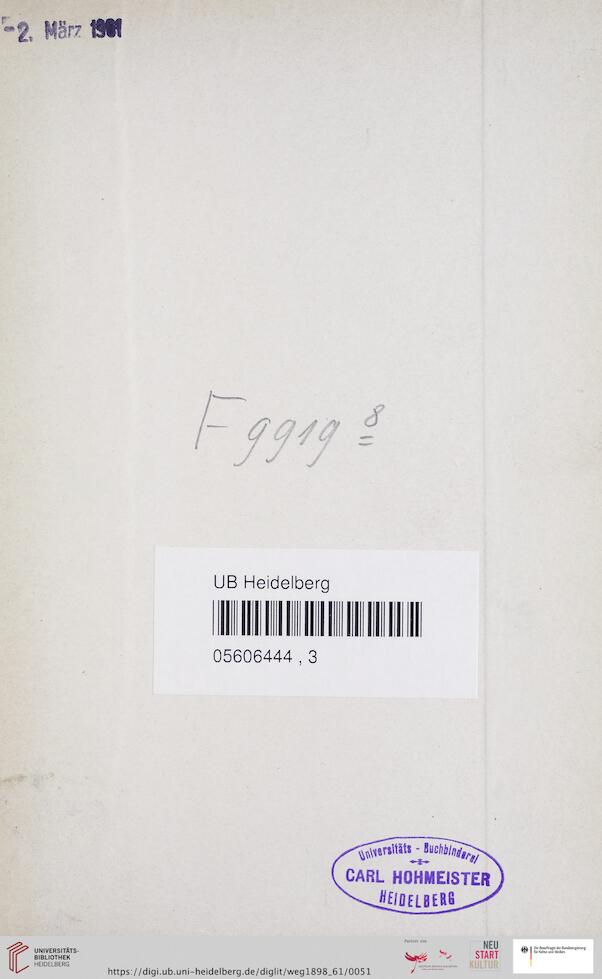 -2. März 1961
F 9919 8
UB Heidelberg
05606444 , 3
Universitäts - Buchbinderei
CARL HOHMEISTER
HEIDELBERG
UNIVERSITÄTS-
BIBLIOTHEK
HEIDELBERG
https://digi.ub.uni-heidelberg.de/diglit/weg1898_61/0051
NEU
START
KULTUR